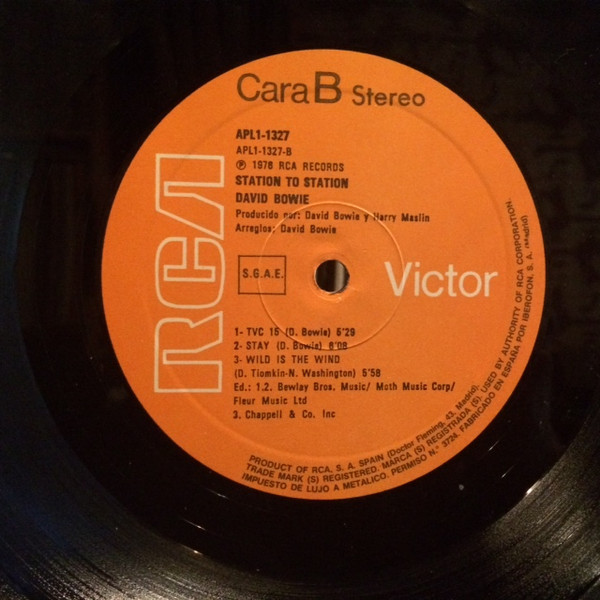 Cara B Stereo
APL1-1327
APL1-1327-B
℗ 1976 RCA RECORDS
STATION TO STATION
DAVID BOWIE
Producido por: David Bowie y Harry Maslin
Arreglos: David Bowie
RCA
S.G.A.E.
Victor
1- TVC 15 (D. Bowie) 5'29
2- STAY (D. Bowie) 6'08
3- WILD IS THE WIND
(D. Tiomkin-N. Washington) 5'58
Ed.: 1,2. Bewlay Bros. Music/ Moth Music Corp/
Fleur Music Ltd
3. Chappell & Co. Inc
PRODUCT OF RCA, S. A. SPAIN (Doctor Fleming, 43, Madrid).
TRADE MARK (S) REGISTERED. MARCA (S) REGISTRADA (S) USED BY AUTHORITY OF RCA CORPORATION.
IMPUESTO DE LUJO A METALICO. PERMISO N.º 3724. FABRICADO EN ESPAÑA POR IBEROFON, S. A. (Madrid)